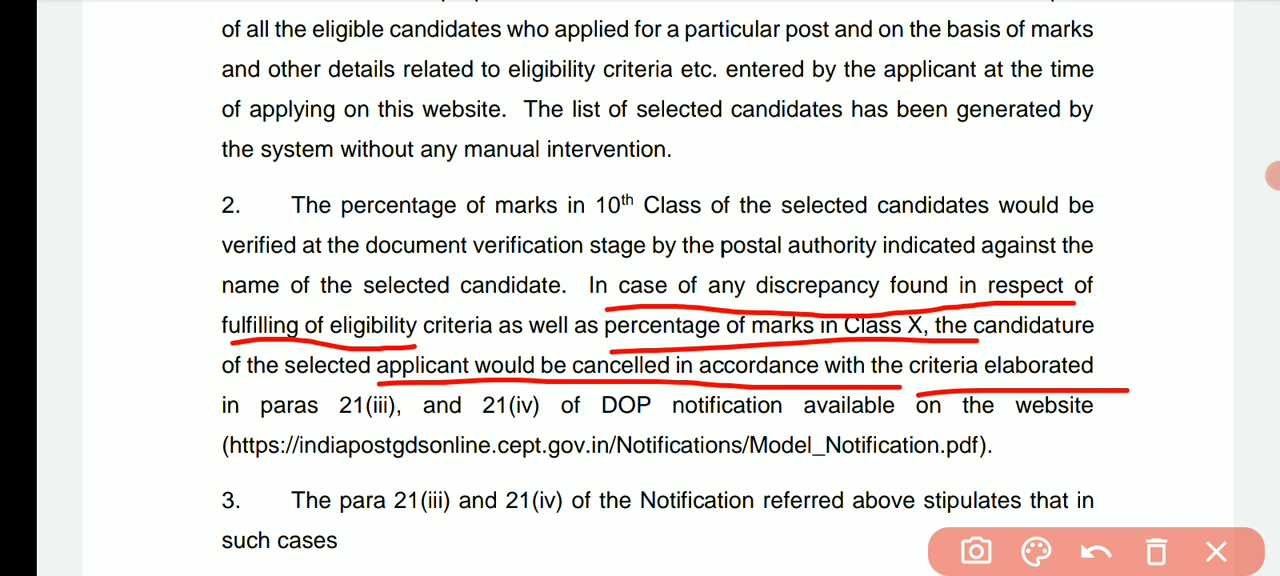 of all the eligible candidates who applied for a particular post and on the basis of marks
and other details related to eligibility criteria etc. entered by the applicant at the time
of applying on this website. The list of selected candidates has been generated by
the system without any manual intervention.
2. The percentage of marks in 10th Class of the selected candidates would be
verified at the document verification stage by the postal authority indicated against the
name of the selected candidate. In case of any discrepancy found in respect of
fulfilling of eligibility criteria as well as percentage of marks in Class X, the candidature
of the selected applicant would be cancelled in accordance with the criteria elaborated
in paras 21(iii), and 21(iv) of DOP notification available on the website
(https://indiapostgdsonline.cept.gov.in/Notifications/Model_Notification.pdf).
3. The para 21(iii) and 21(iv) of the Notification referred above stipulates that in
such cases